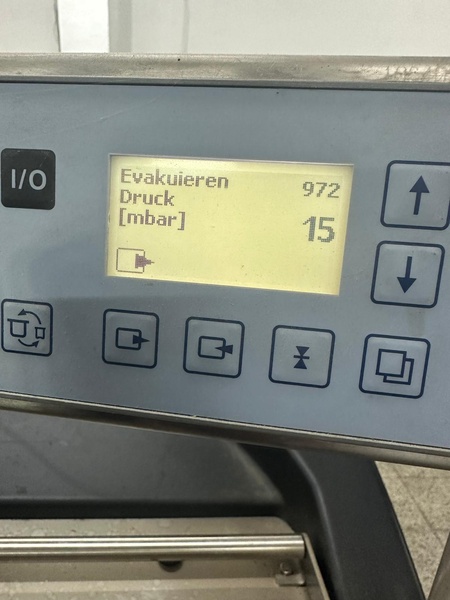 I/O
Evakuieren 972
Druck
[mbar] 15